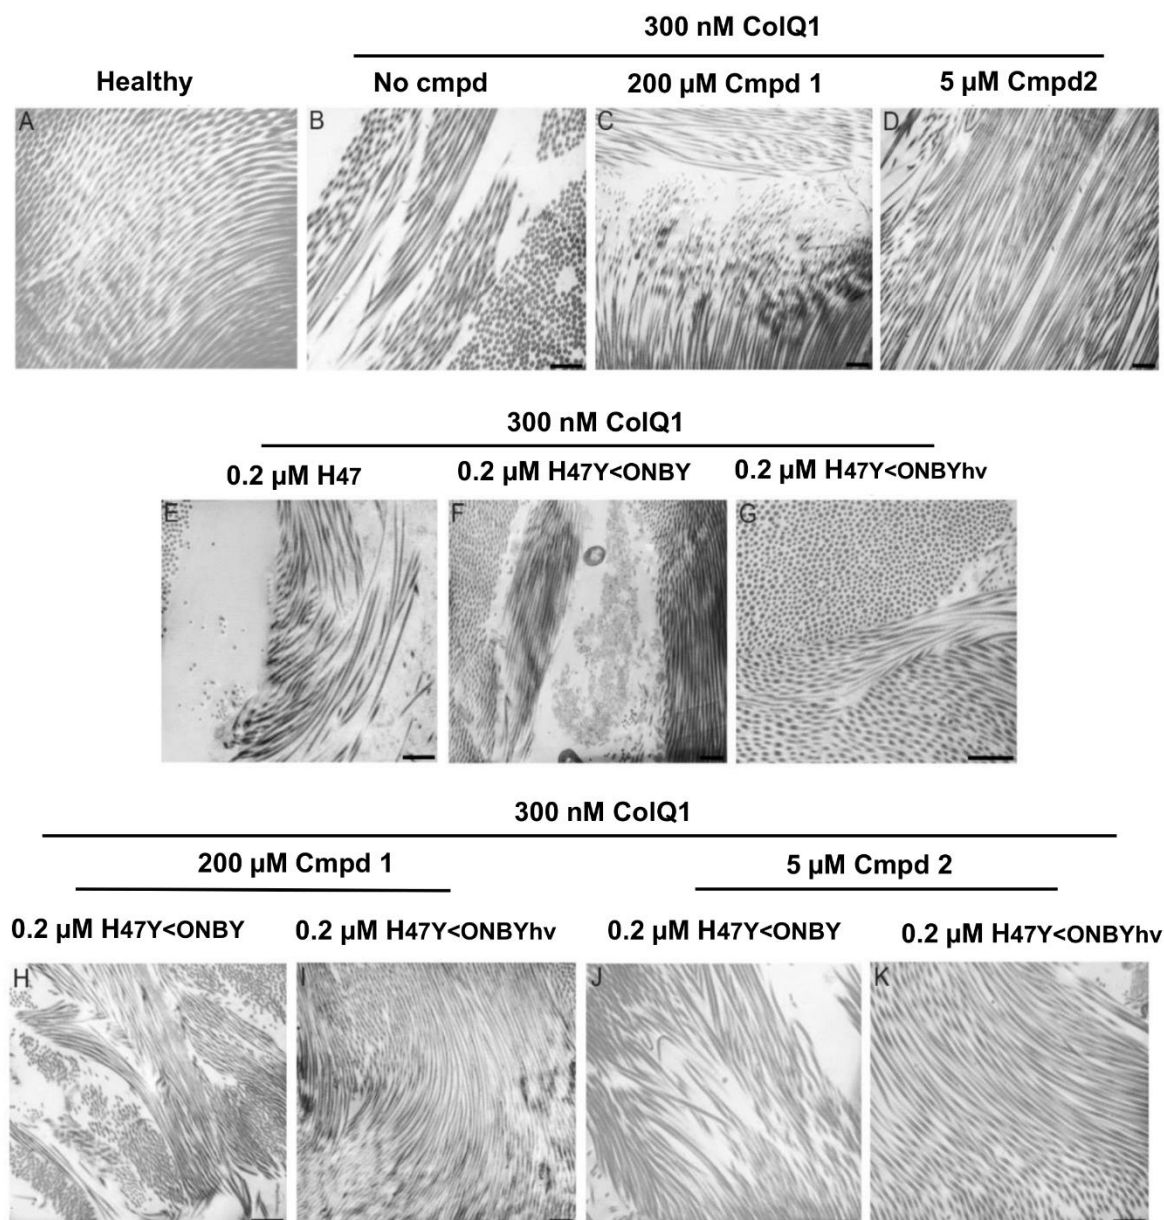 300 nM ColQ1
Healthy
No cmpd
200 µM Cmpd 1
5 µM Cmpd2
A
B
C
D
300 nM ColQ1
0.2 µM H47
0.2 µM H47Y<ONBY
0.2 µM H47Y<ONBYhv
E
F
G
300 nM ColQ1
200 µM Cmpd 1
5 µM Cmpd 2
0.2 µM H47Y<ONBY
0.2 µM H47Y<ONBYhv
0.2 µM H47Y<ONBY
0.2 µM H47Y<ONBYhv
H
I
J
K